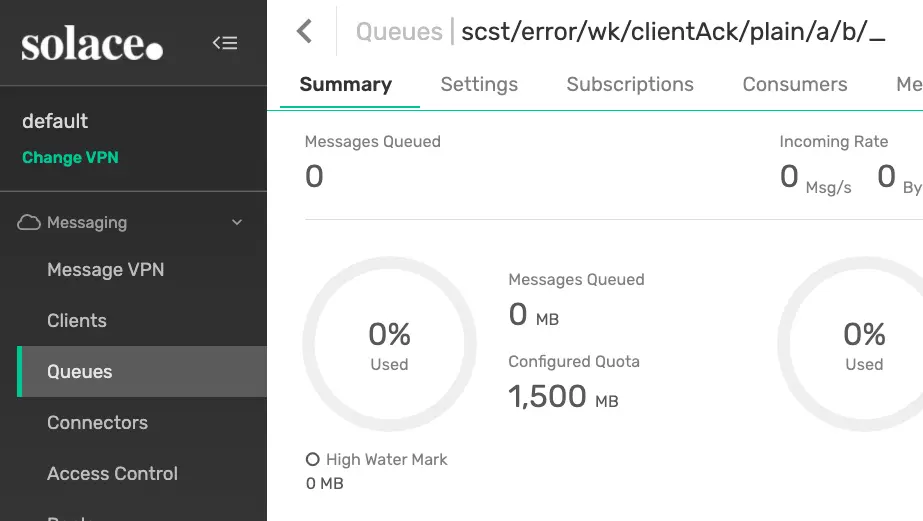 solace.
Queues | scst/error/wk/clientAck/plain/a/b/_
Summary Settings Subscriptions Consumers Me
default
Change VPN
Messages Queued
0
Incoming Rate
0 Msg/s 0 By
Messaging
Message VPN
Clients
Queues
Connectors
Access Control
0%
Used
Messages Queued
0 MB
Configured Quota
1,500 MB
0%
Used
High Water Mark
0 MB